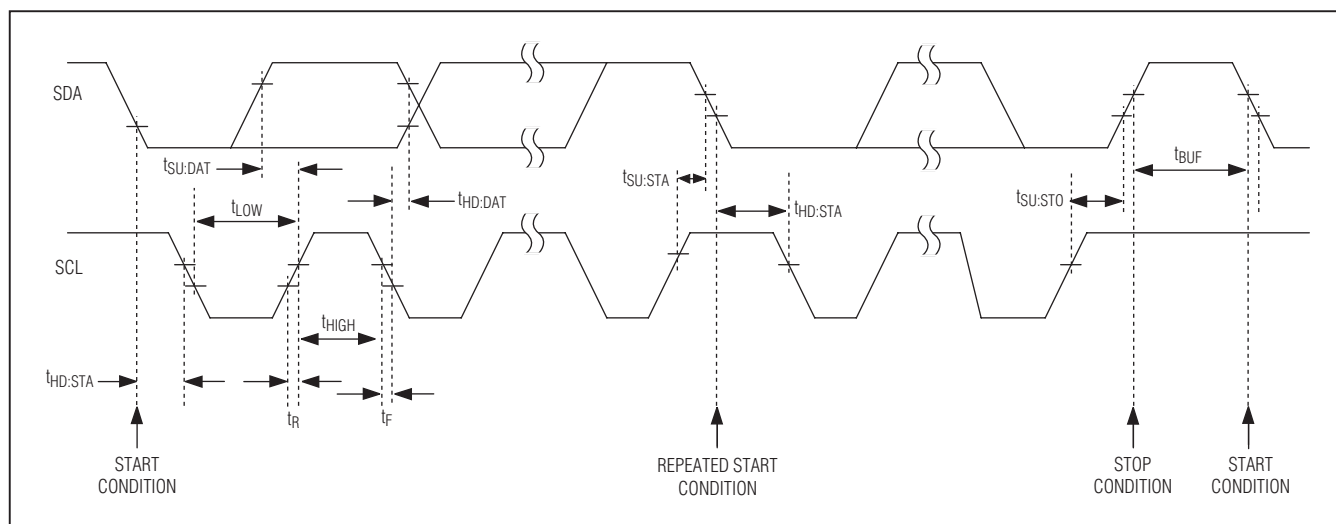 SDA
tSU:DAT
tLOW
tHD:DAT
tSU:STA
tHD:STA
tSU:STO
tBUF
SCL
tHIGH
tHD:STA
tR
tF
START
CONDITION
REPEATED START
CONDITION
STOP
CONDITION
START
CONDITION